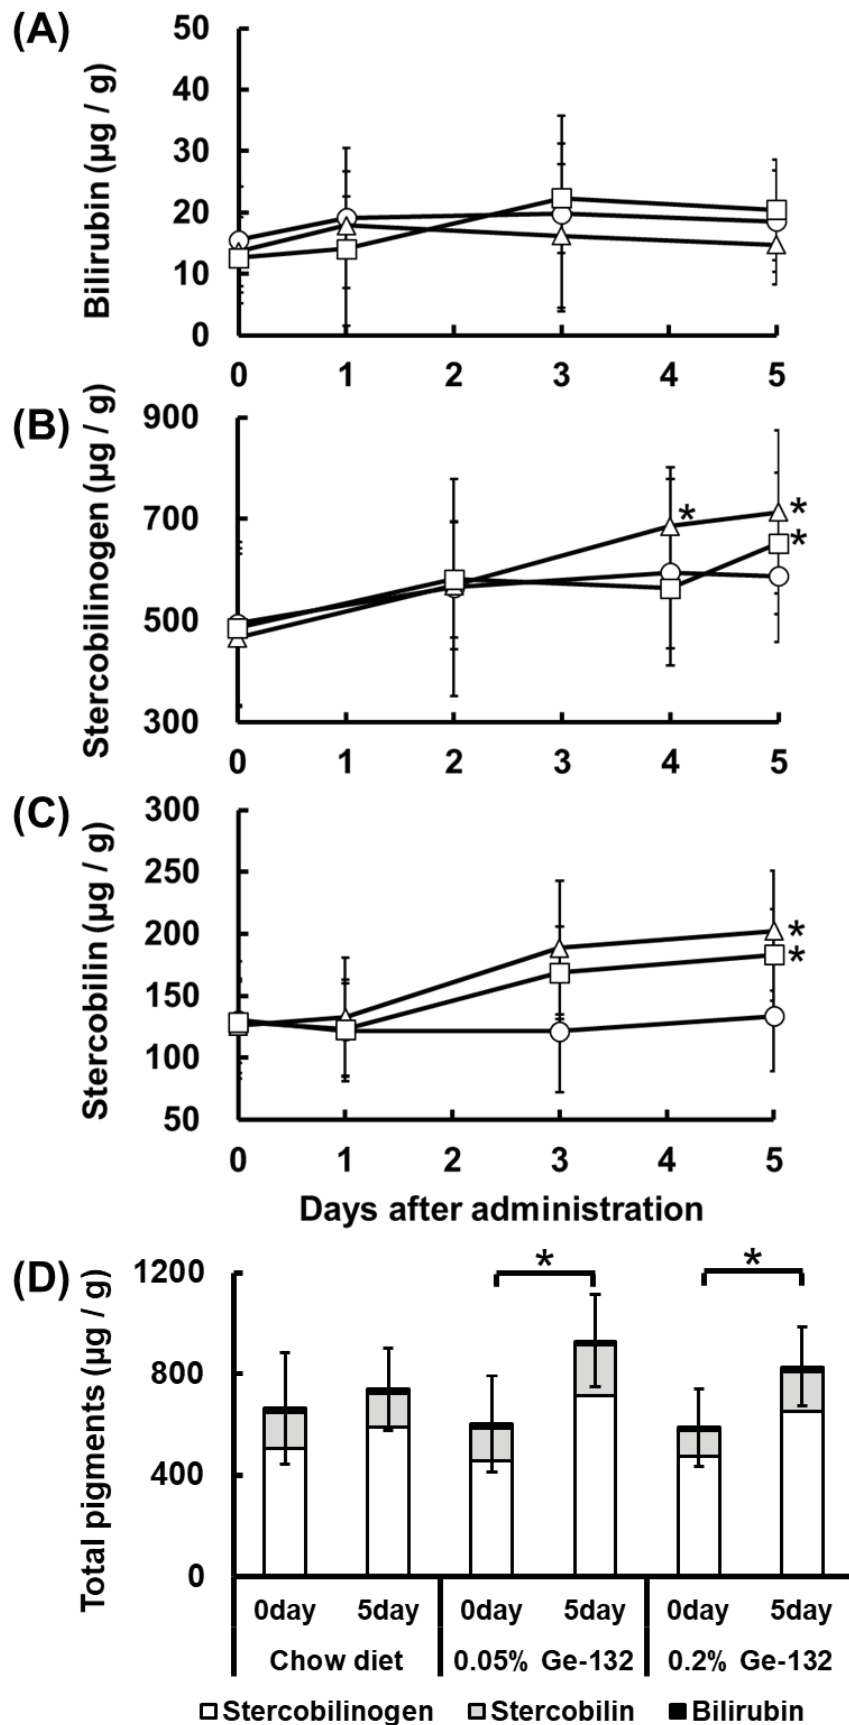 (A)
Bilirubin (µg / g)
50
40
30
20
10
0
0 1 2 3 4 5
(B)
Stercobilinogen (µg / g)
900
700
500
300
*
*
*
0 1 2 3 4 5
(C)
Stercobilin (µg / g)
300
250
200
150
100
50
*
*
0 1 2 3 4 5
Days after administration
(D)
Total pigments (µg / g)
1200
800
400
0
* *
0day 5day 0day 5day 0day 5day
Chow diet 0.05% Ge-132 0.2% Ge-132
Stercobilinogen Stercobilin Bilirubin